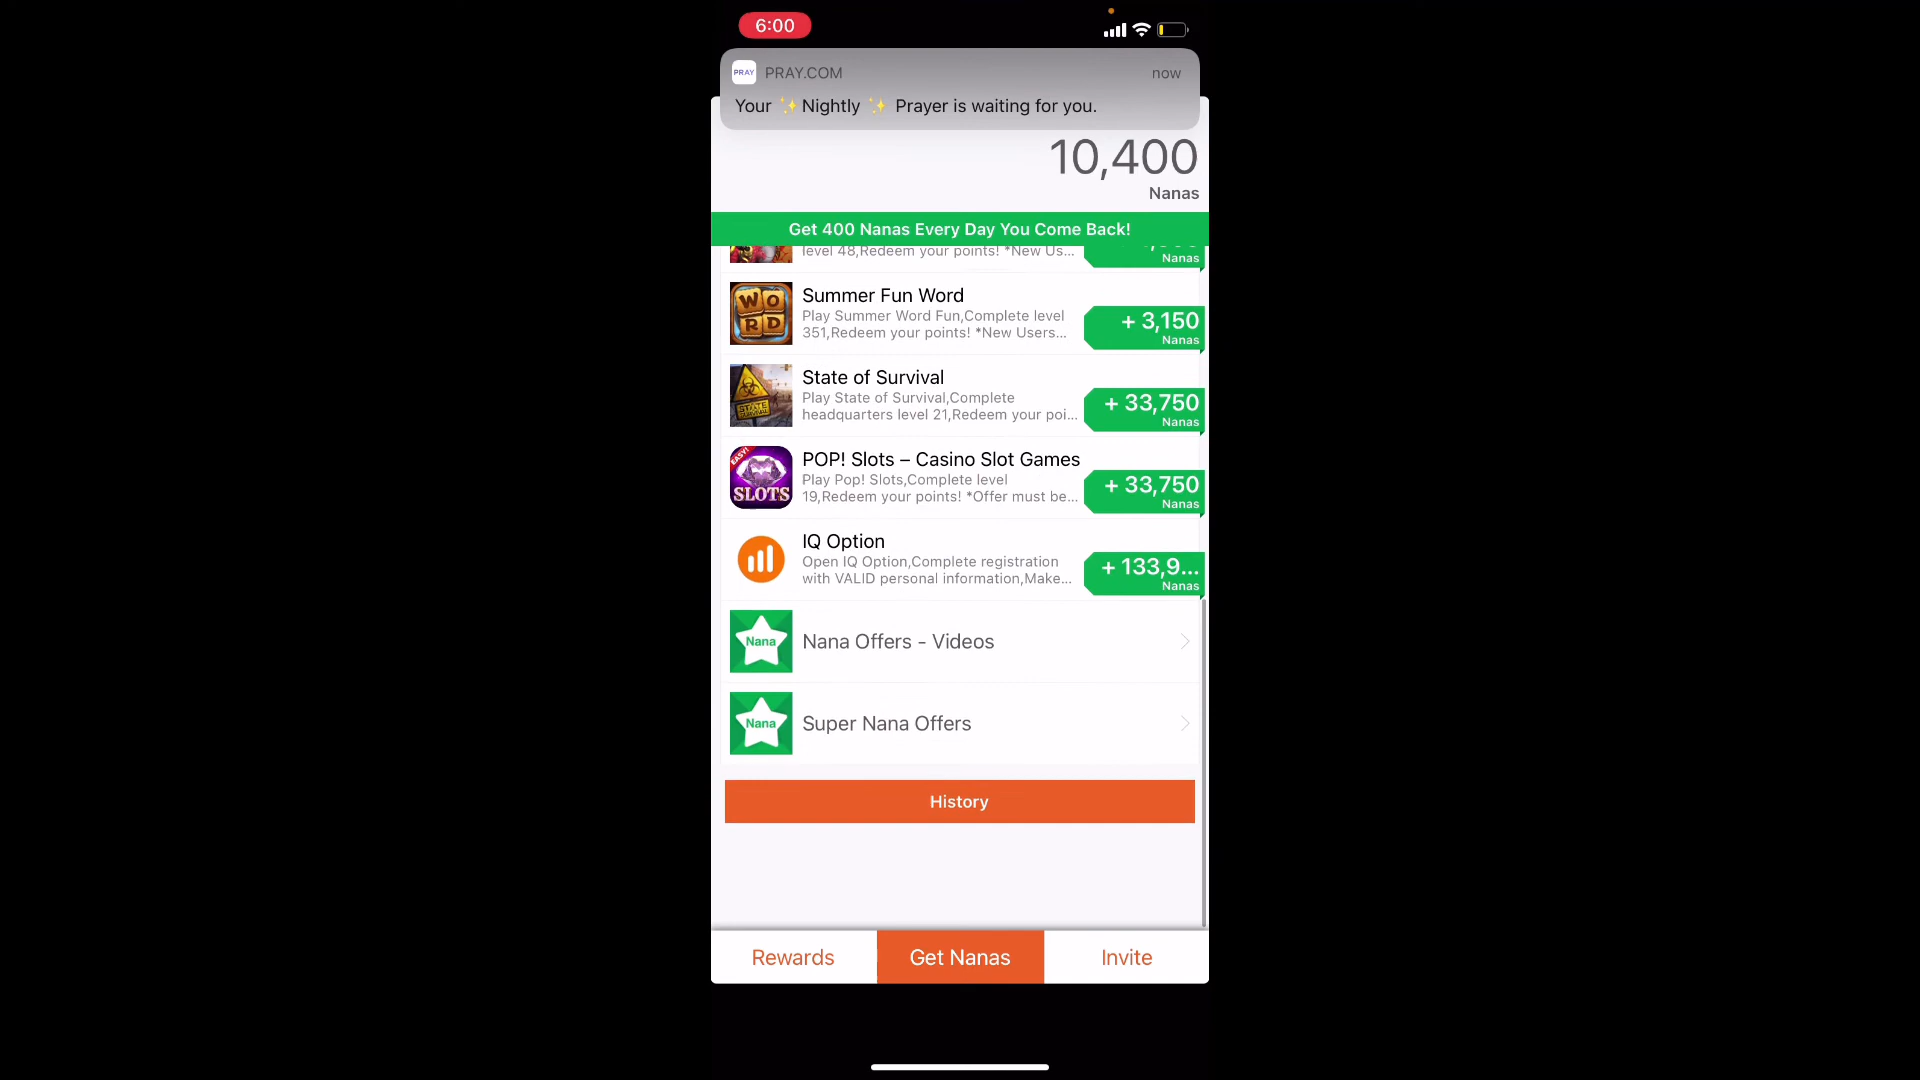 6:00
PRAY PRAY.COM now
Your ✨ Nightly ✨ Prayer is waiting for you.
10,400
Nanas
Get 400 Nanas Every Day You Come Back!
level 48,Redeem your points! *New Us...
Nanas
Summer Fun Word
Play Summer Word Fun,Complete level
351,Redeem your points! *New Users...
+ 3,150
Nanas
WO
RD
State of Survival
Play State of Survival,Complete
headquarters level 21,Redeem your poi...
+ 33,750
Nanas
STATE
POP! Slots – Casino Slot Games
Play Pop! Slots,Complete level
19,Redeem your points! *Offer must be...
+ 33,750
Nanas
EASY!
SLOTS
IQ Option
Open IQ Option,Complete registration
with VALID personal information,Make...
+ 133,9...
Nanas
Nana Nana Offers - Videos
Nana Super Nana Offers
History
Rewards Get Nanas Invite